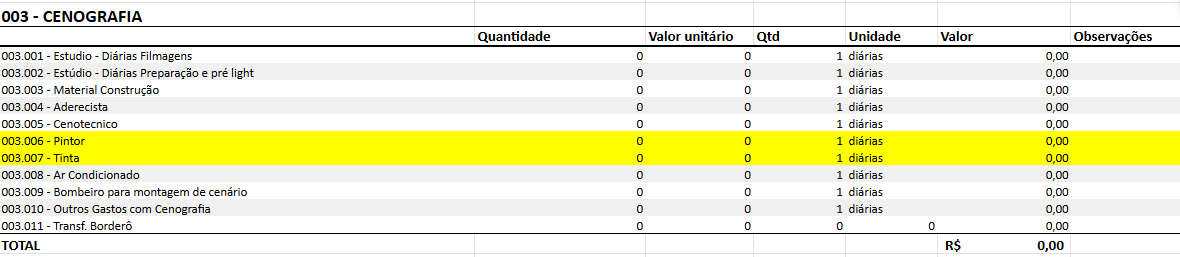 003 - CENOGRAFIA
Quantidade Valor unitário Qtd Unidade Valor Observações
003.001 - Estudio - Diárias Filmagens 0 0 1 diárias 0,00
003.002 - Estúdio - Diárias Preparação e pré light 0 0 1 diárias 0,00
003.003 - Material Construção 0 0 1 diárias 0,00
003.004 - Aderecista 0 0 1 diárias 0,00
003.005 - Cenotecnico 0 0 1 diárias 0,00
003.006 - Pintor 0 0 1 diárias 0,00
003.007 - Tinta 0 0 1 diárias 0,00
003.008 - Ar Condicionado 0 0 1 diárias 0,00
003.009 - Bombeiro para montagem de cenário 0 0 1 diárias 0,00
003.010 - Outros Gastos com Cenografia 0 0 1 diárias 0,00
003.011 - Transf. Borderô 0 0 0 0 0,00
TOTAL R$ 0,00